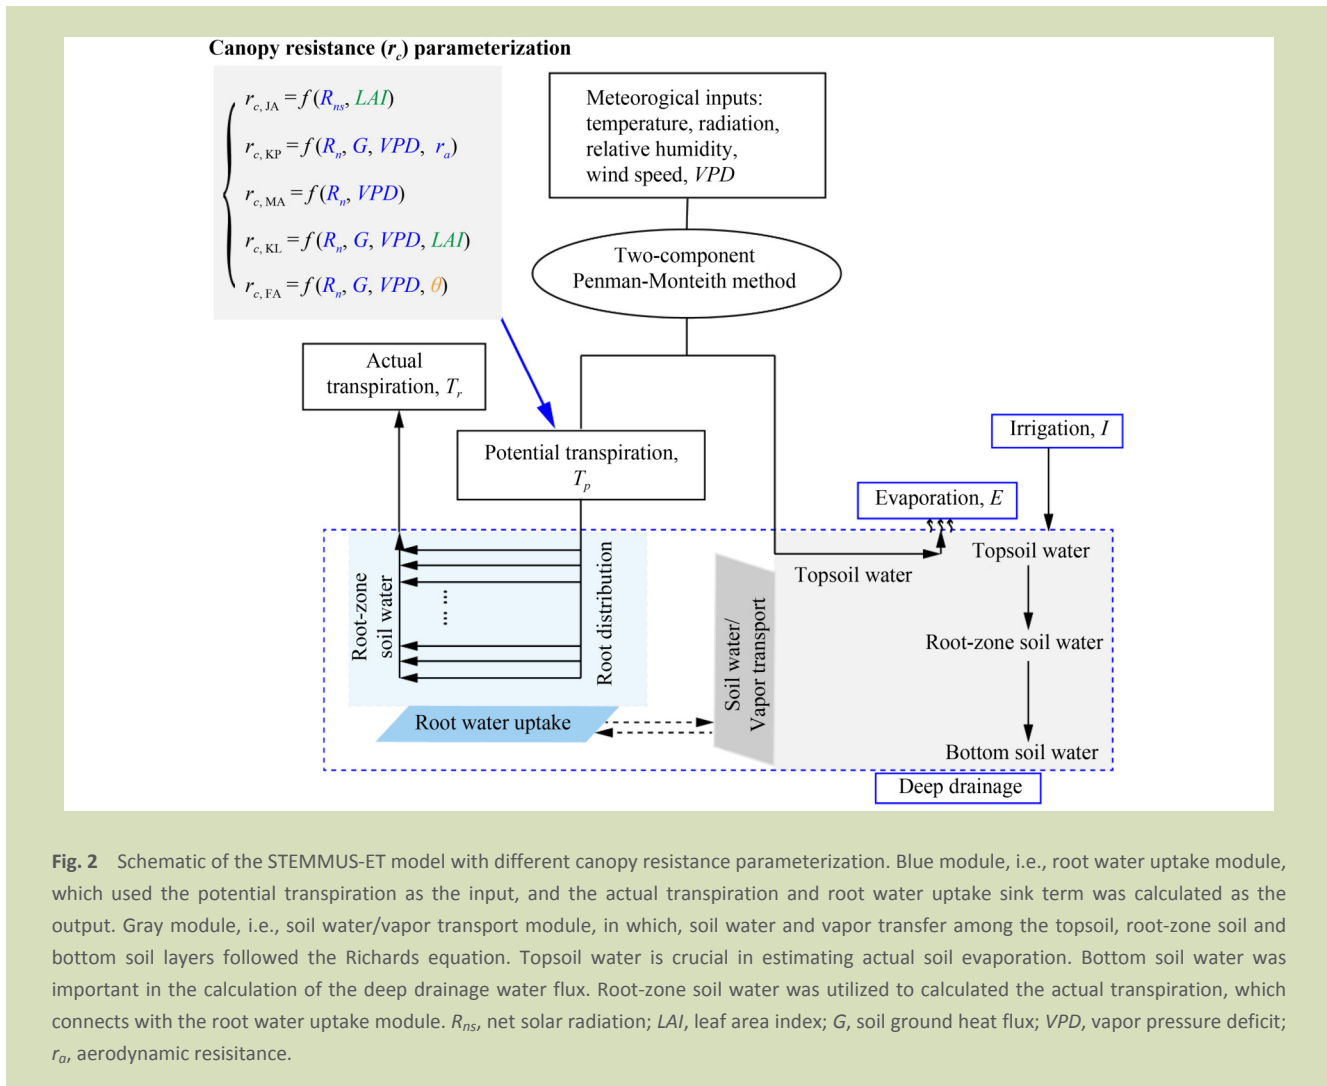 Canopy resistance (r_c) parameterization
r_{c, JA} = f(R_{ns}, LAI)
r_{c, KP} = f(R_n, G, VPD, r_a)
r_{c, MA} = f(R_n, VPD)
r_{c, KL} = f(R_n, G, VPD, LAI)
r_{c, FA} = f(R_n, G, VPD, θ)
Meteorogical inputs:
temperature, radiation,
relative humidity,
wind speed, VPD
Two-component
Penman-Monteith method
Actual
transpiration, T_r
Potential transpiration,
T_p
Irrigation, I
Evaporation, E
Root-zone
soil water
... ...
Root distribution
Root water uptake
Soil water/
Vapor transport
Topsoil water
Topsoil water
Root-zone soil water
Bottom soil water
Deep drainage
Fig. 2 Schematic of the STEMMUS-ET model with different canopy resistance parameterization. Blue module, i.e., root water uptake module,
which used the potential transpiration as the input, and the actual transpiration and root water uptake sink term was calculated as the
output. Gray module, i.e., soil water/vapor transport module, in which, soil water and vapor transfer among the topsoil, root-zone soil and
bottom soil layers followed the Richards equation. Topsoil water is crucial in estimating actual soil evaporation. Bottom soil water was
important in the calculation of the deep drainage water flux. Root-zone soil water was utilized to calculated the actual transpiration, which
connects with the root water uptake module. R_{ns}, net solar radiation; LAI, leaf area index; G, soil ground heat flux; VPD, vapor pressure deficit;
r_a, aerodynamic resisitance.